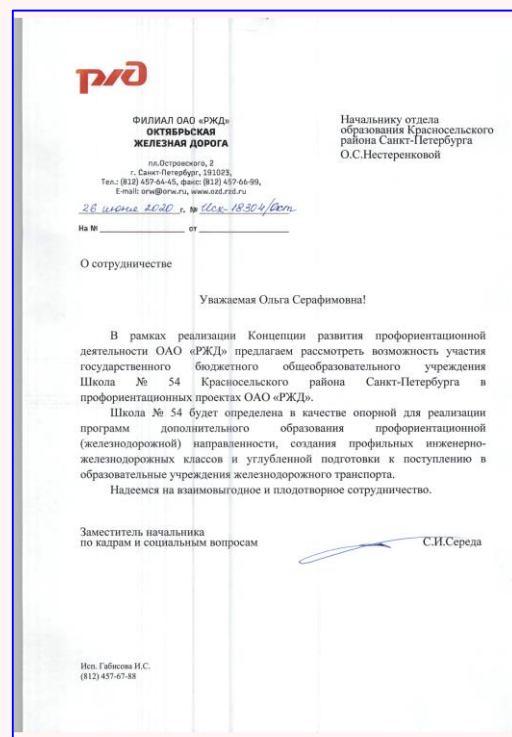 РЖД
ФИЛИАЛ ОАО «РЖД»
ОКТЯБРЬСКАЯ
ЖЕЛЕЗНАЯ ДОРОГА
пл.Островского, 2
г. Санкт-Петербург, 191023,
Тел.: (812) 457-64-45, факс: (812) 457-66-99,
E-mail: orw@orw.ru, www.ozd.rzd.ru
26 июня 2020 г. № Исх-18304/Окт
На № от
Начальнику отдела
образования Красносельского
района Санкт-Петербурга
О.С.Нестеренковой
О сотрудничестве
Уважаемая Ольга Серафимовна!
В рамках реализации Концепции развития профориентационной
деятельности ОАО «РЖД» предлагаем рассмотреть возможность участия
государственного бюджетного общеобразовательного учреждения
Школа № 54 Красносельского района Санкт-Петербурга в
профориентационных проектах ОАО «РЖД».
Школа № 54 будет определена в качестве опорной для реализации
программ дополнительного образования профориентационной
(железнодорожной) направленности, создания профильных инженерно-
железнодорожных классов и углубленной подготовки к поступлению в
образовательные учреждения железнодорожного транспорта.
Надеемся на взаимовыгодное и плодотворное сотрудничество.
Заместитель начальника
по кадрам и социальным вопросам
С.И.Середа
Исп. Габисова И.С.
(812) 457-67-88